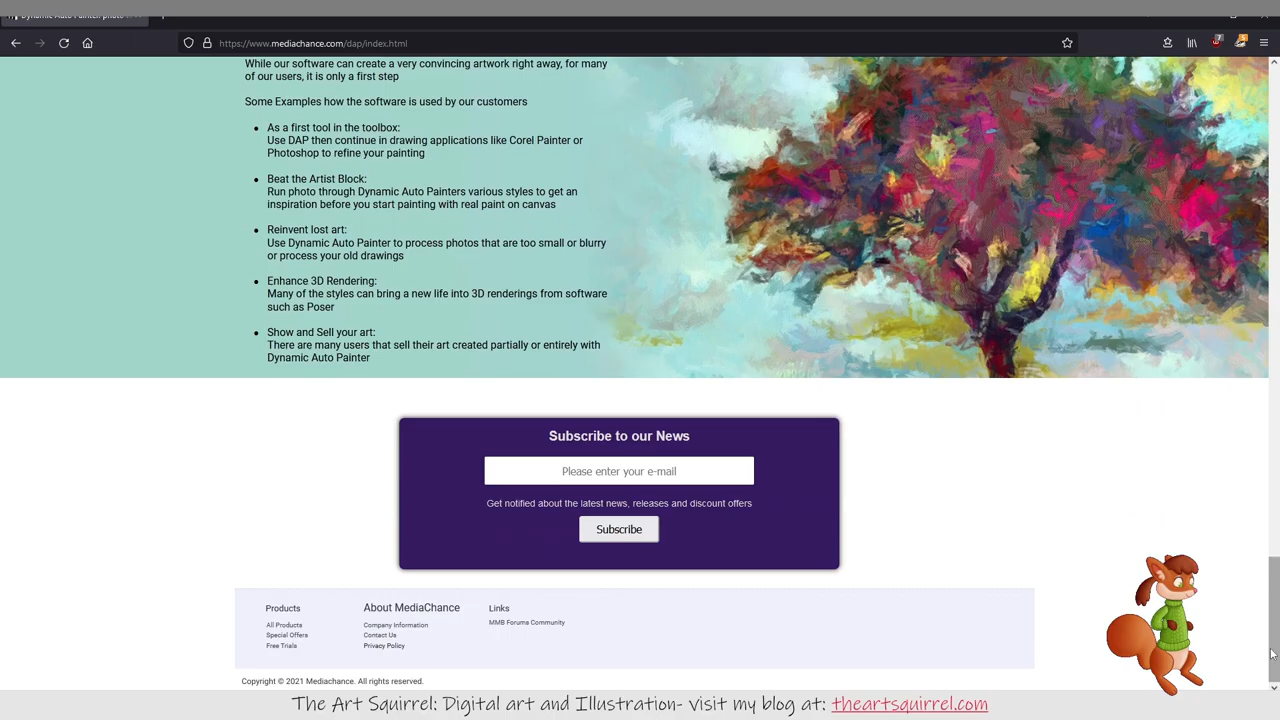 Dynamic Auto Painter photo
https://www.mediachance.com/dap/index.html
7
5
While our software can create a very convincing artwork right away, for many
of our users, it is only a first step
Some Examples how the software is used by our customers
• As a first tool in the toolbox:
Use DAP then continue in drawing applications like Corel Painter or
Photoshop to refine your painting
• Beat the Artist Block:
Run photo through Dynamic Auto Painters various styles to get an
inspiration before you start painting with real paint on canvas
• Reinvent lost art:
Use Dynamic Auto Painter to process photos that are too small or blurry
or process your old drawings
• Enhance 3D Rendering:
Many of the styles can bring a new life into 3D renderings from software
such as Poser
• Show and Sell your art:
There are many users that sell their art created partially or entirely with
Dynamic Auto Painter
Subscribe to our News
Please enter your e-mail
Get notified about the latest news, releases and discount offers
Subscribe
Products
All Products
Special Offers
Free Trials
About MediaChance
Company Information
Contact Us
Privacy Policy
Links
MMB Foruma Community
Copyright © 2021 Mediachance. All rights reserved.
The Art Squirrel: Digital art and Illustration- visit my blog at: theartsquirrel.com